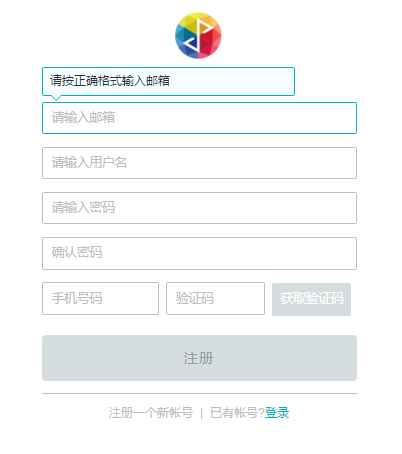 请按正确格式输入邮箱
请输入邮箱
请输入用户名
请输入密码
确认密码
手机号码 验证码 获取验证码
注册
注册一个新帐号 | 已有帐号?登录